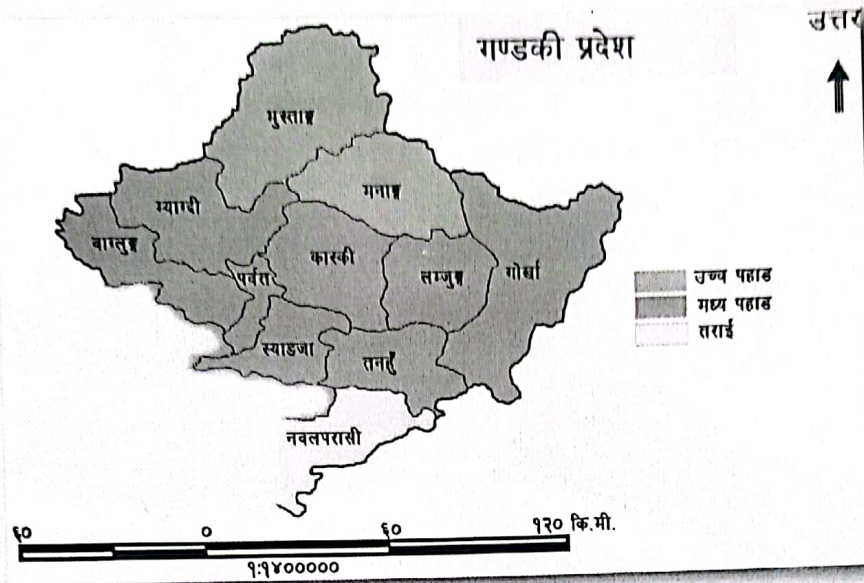 गण्डकी प्रदेश
उत्तर
मुस्ताङ्ग
मनाङ्ग
म्याग्दी
बाग्लुङ्ग
पर्वत
कास्की
लम्जुङ्ग
गोर्खा
स्याङजा
तनहुँ
नवलपरासी
उच्च पहाड
मध्य पहाड
तराई
६० ० ६० १२० कि.मी.
१:१४०००००